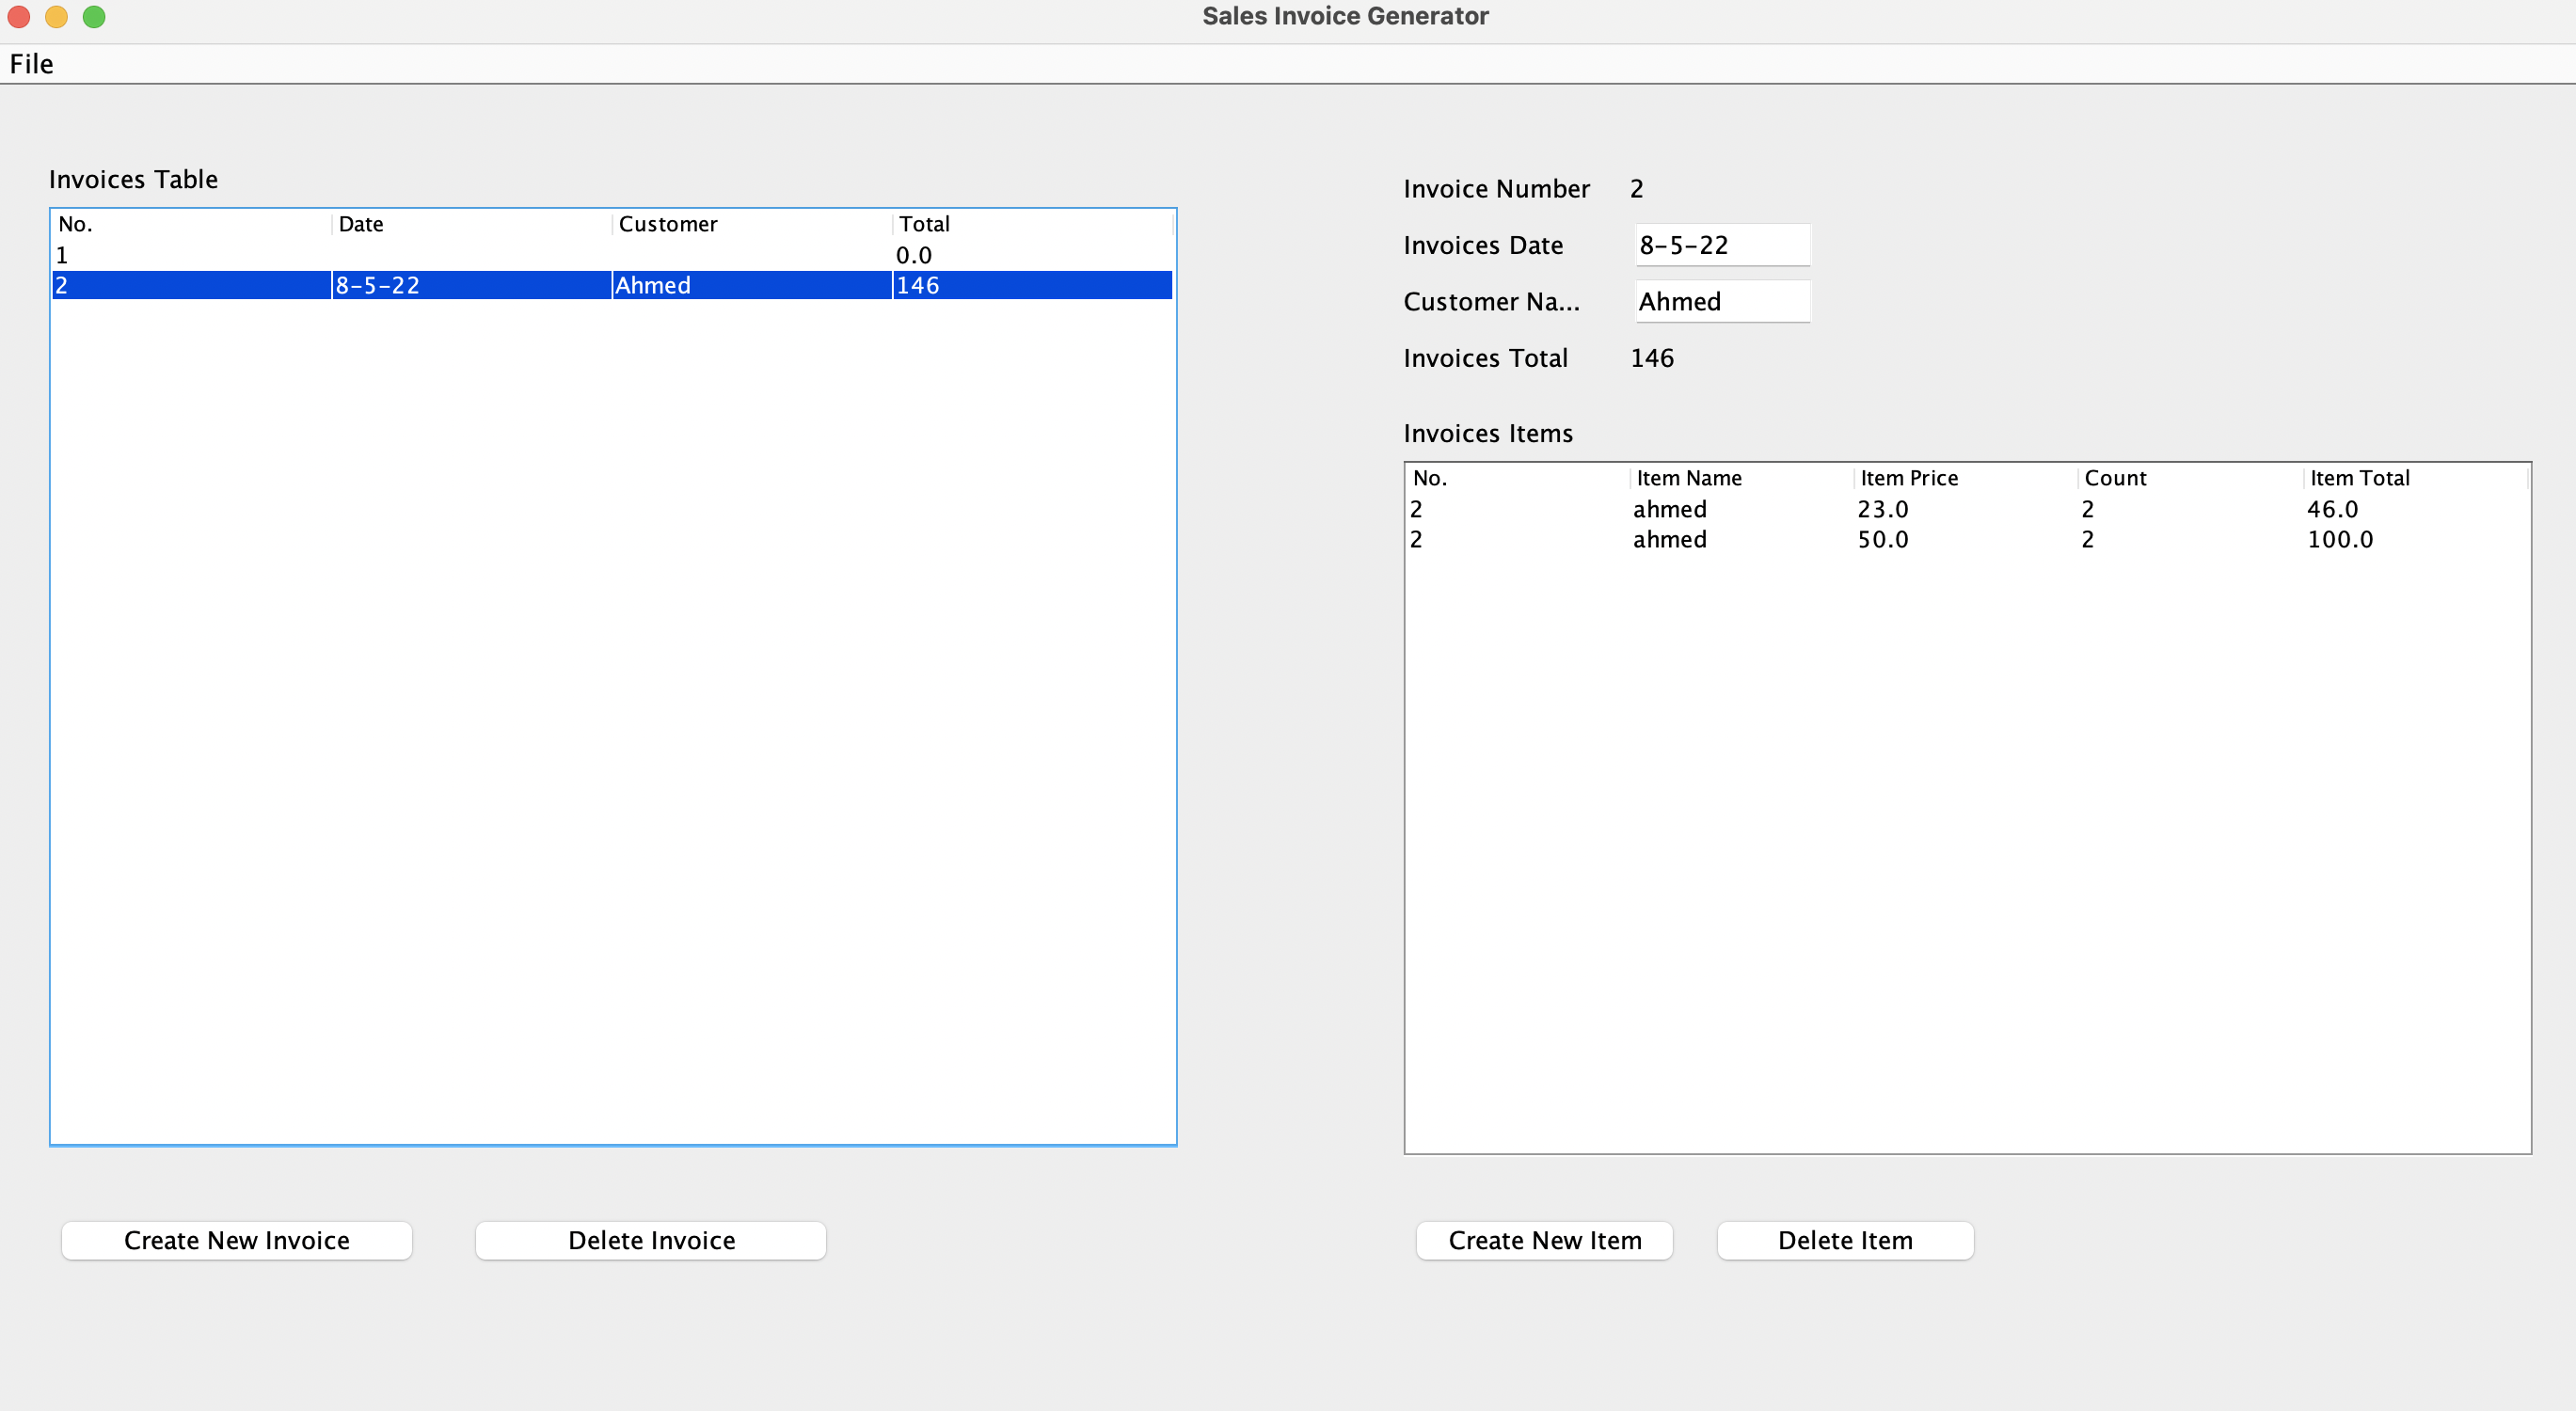 Sales Invoice Generator
File
Invoices Table
No. Date Customer Total
1 0.0
2 8-5-22 Ahmed 146
Create New Invoice Delete Invoice
Invoice Number 2
Invoices Date 8-5-22
Customer Na... Ahmed
Invoices Total 146
Invoices Items
No. Item Name Item Price Count Item Total
2 ahmed 23.0 2 46.0
2 ahmed 50.0 2 100.0
Create New Item Delete Item